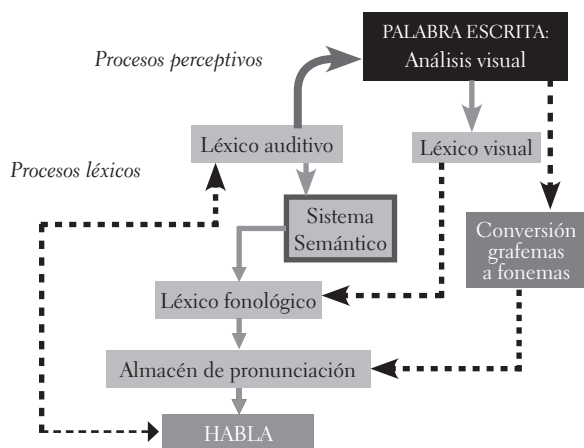 PALABRA ESCRITA:
Análisis visual
Procesos perceptivos
Léxico auditivo
Léxico visual
Procesos léxicos
Sistema
Semántico
Conversión
grafemas
a fonemas
Léxico fonológico
Almacén de pronunciación
HABLA